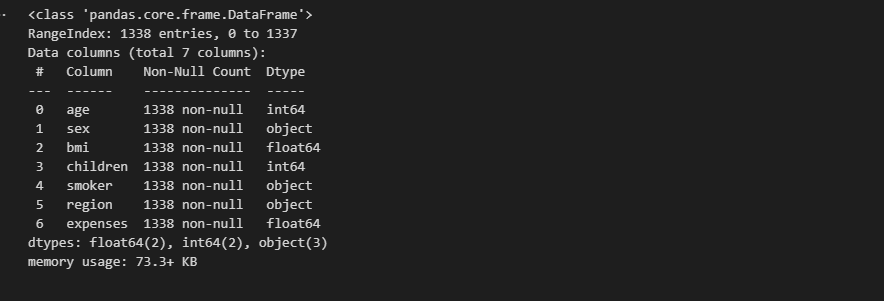 <class 'pandas.core.frame.DataFrame'>
RangeIndex: 1338 entries, 0 to 1337
Data columns (total 7 columns):
 #   Column    Non-Null Count  Dtype
---  ------    --------------  -----
 0   age       1338 non-null   int64
 1   sex       1338 non-null   object
 2   bmi       1338 non-null   float64
 3   children  1338 non-null   int64
 4   smoker    1338 non-null   object
 5   region    1338 non-null   object
 6   expenses  1338 non-null   float64
dtypes: float64(2), int64(2), object(3)
memory usage: 73.3+ KB